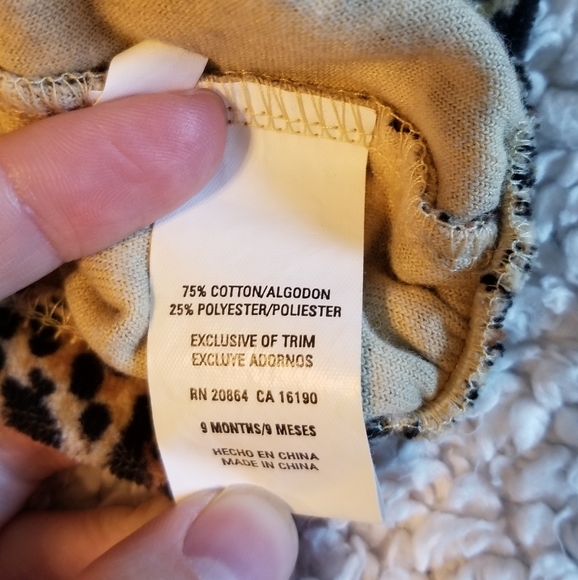 75% COTTON/ALGODON
25% POLYESTER/POLIESTER
EXCLUSIVE OF TRIM
EXCLUYE ADORNOS
RN 20864 CA 16190
9 MONTHS/9 MESES
HECHO EN CHINA
MADE IN CHINA